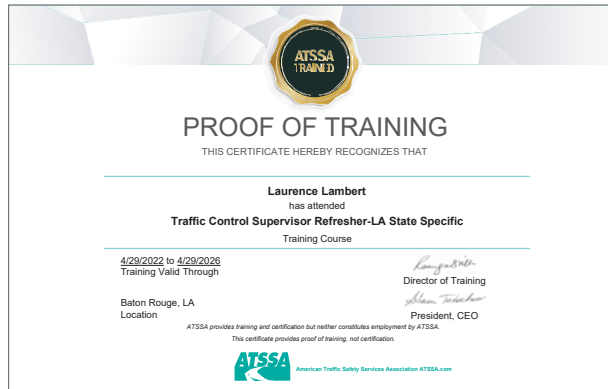 ATSSA
TRAINED
PROOF OF TRAINING
THIS CERTIFICATE HEREBY RECOGNIZES THAT
Laurence Lambert
has attended
Traffic Control Supervisor Refresher-LA State Specific
Training Course
4/29/2022 to 4/29/2026
Training Valid Through
Director of Training
Baton Rouge, LA
Location
President, CEO
ATSSA provides training and certification but neither constitutes employment by ATSSA.
This certificate provides proof of training, not certification.
ATSSA
American Traffic Safety Services Association ATSSA.com